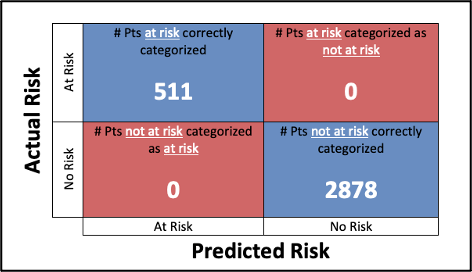 # Pts at risk correctly
categorized
511
# Pts at risk categorized as
not at risk
0
Actual Risk
At Risk
No Risk
# Pts not at risk categorized
as at risk
0
# Pts not at risk correctly
categorized
2878
At Risk
No Risk
Predicted Risk